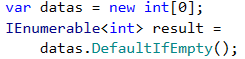 var datas = new int[0];
IEnumerable<int> result =
datas.DefaultIfEmpty();